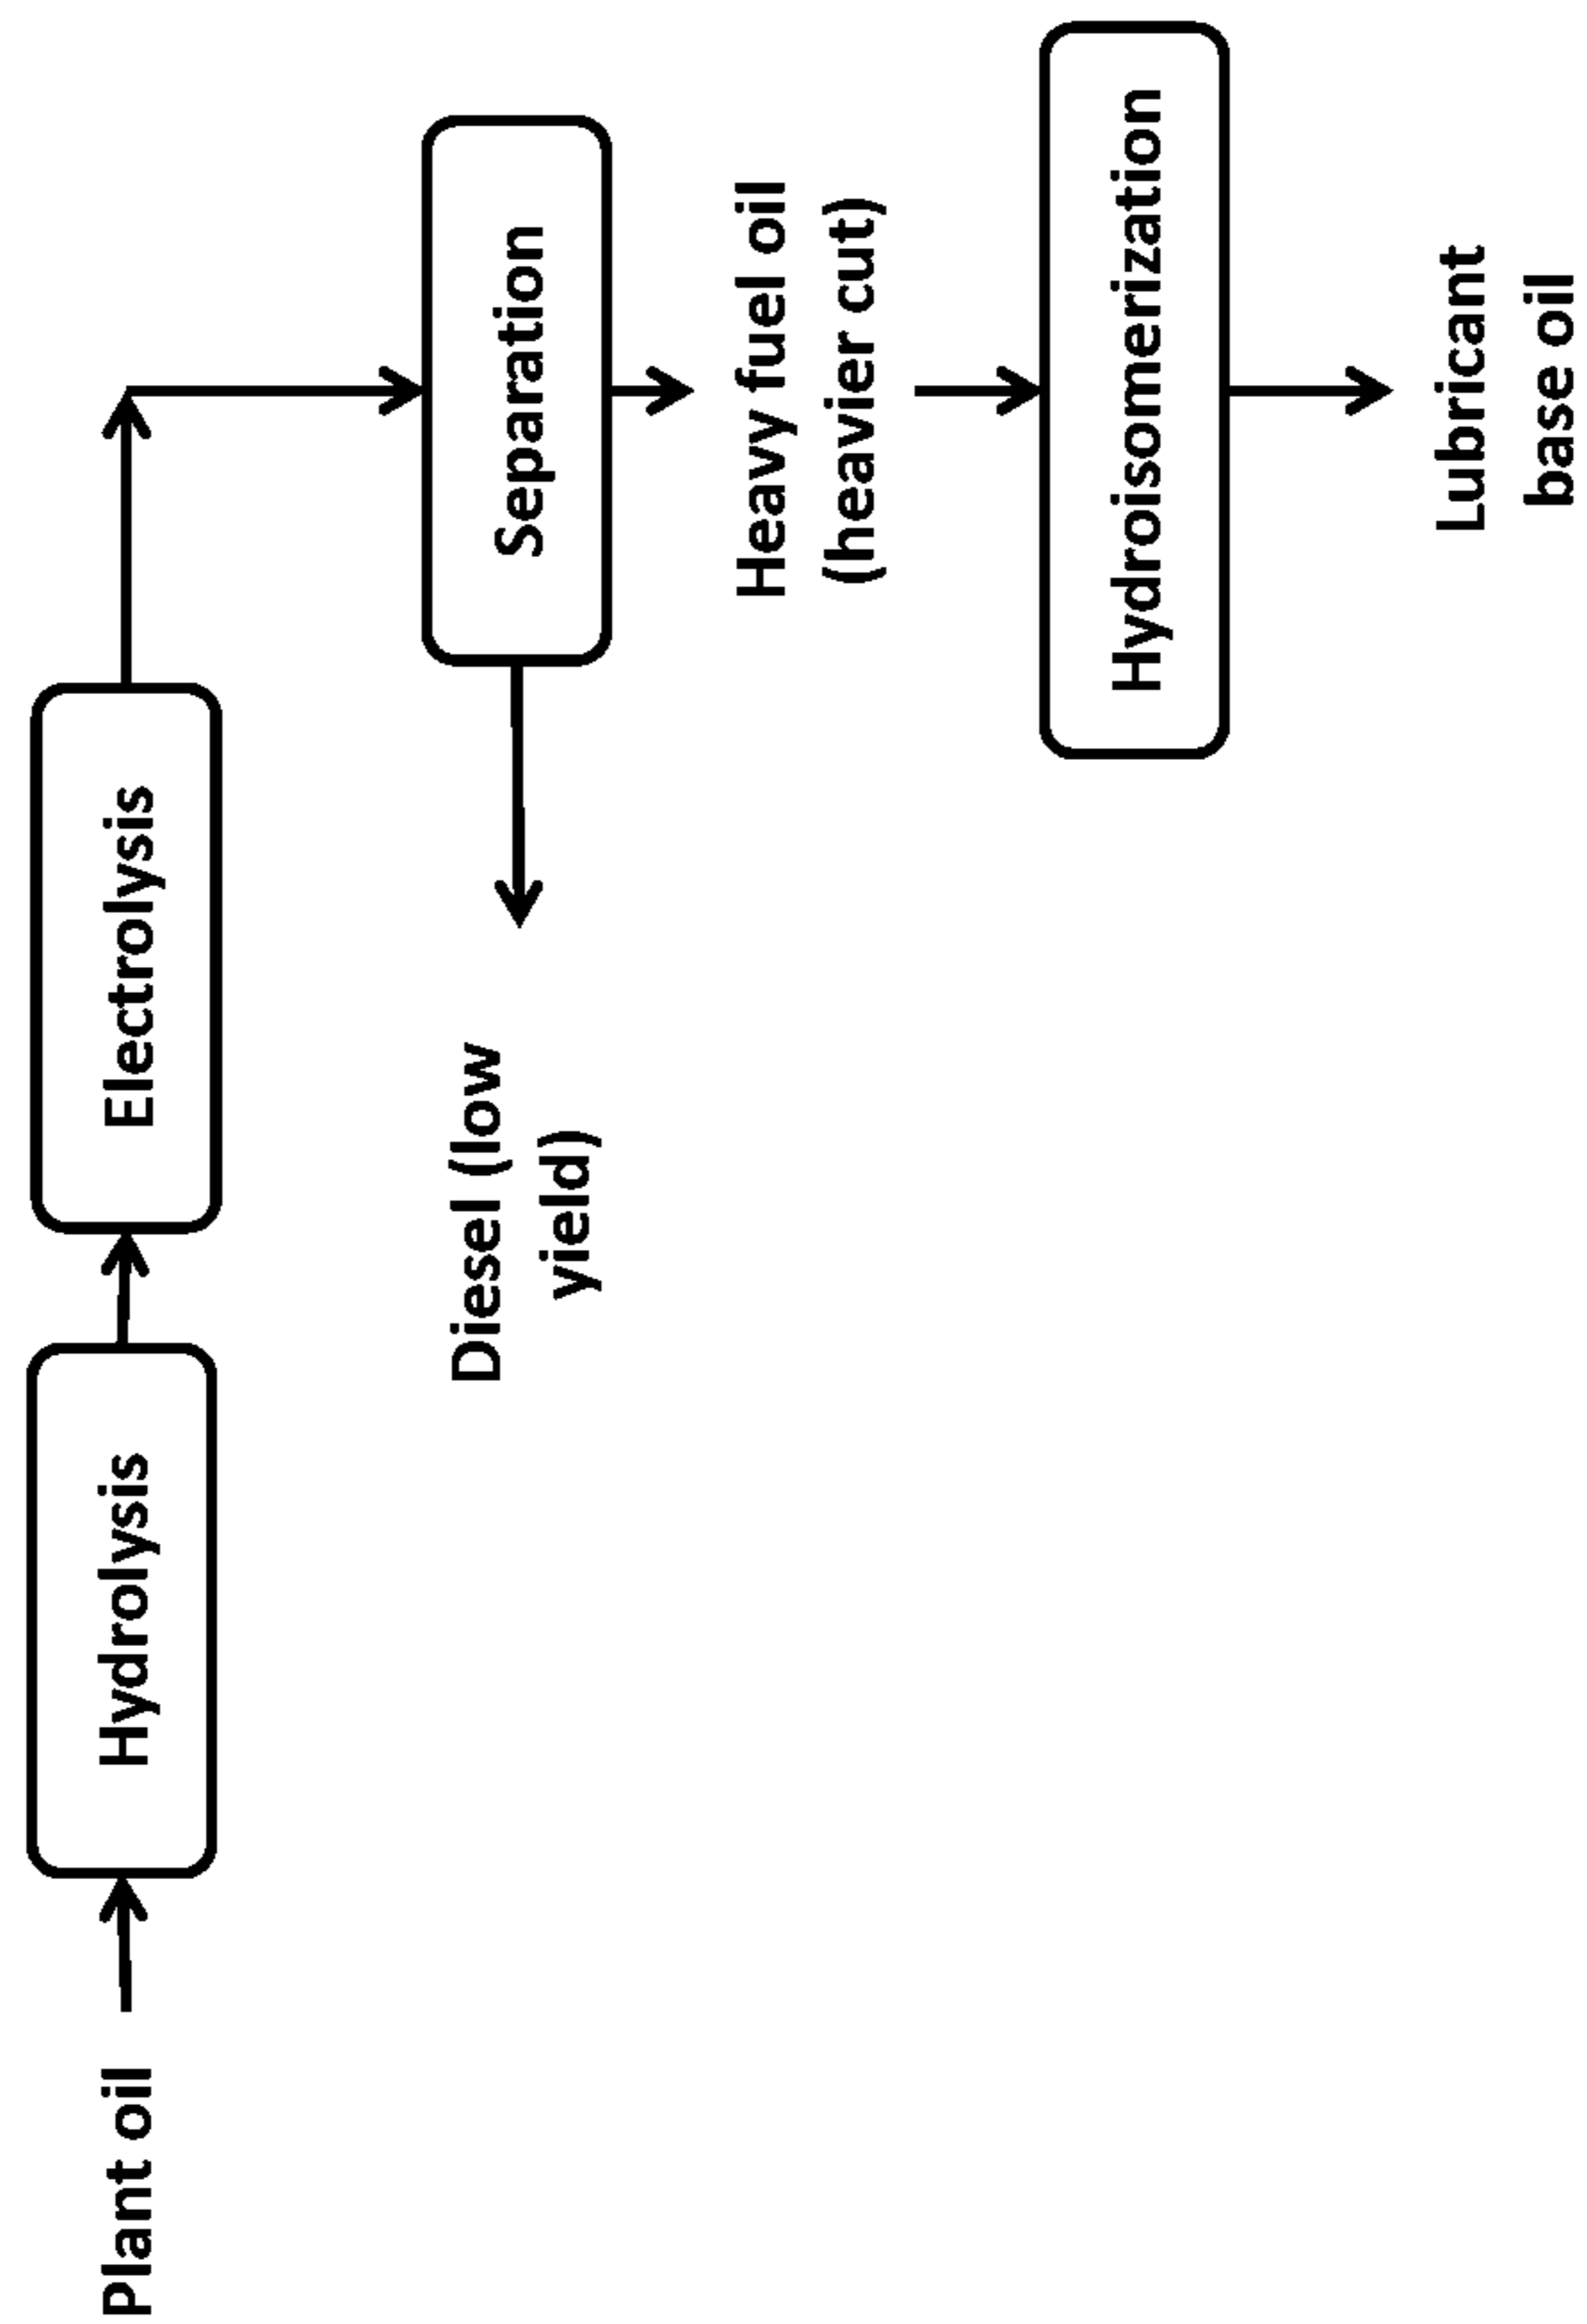 Plant oil
Hydrolysis
Electrolysis
Diesel (low
yield)
Separation
Heavy fuel oil
(heavier cut)
Hydroisomerization
Lubricant
base oil